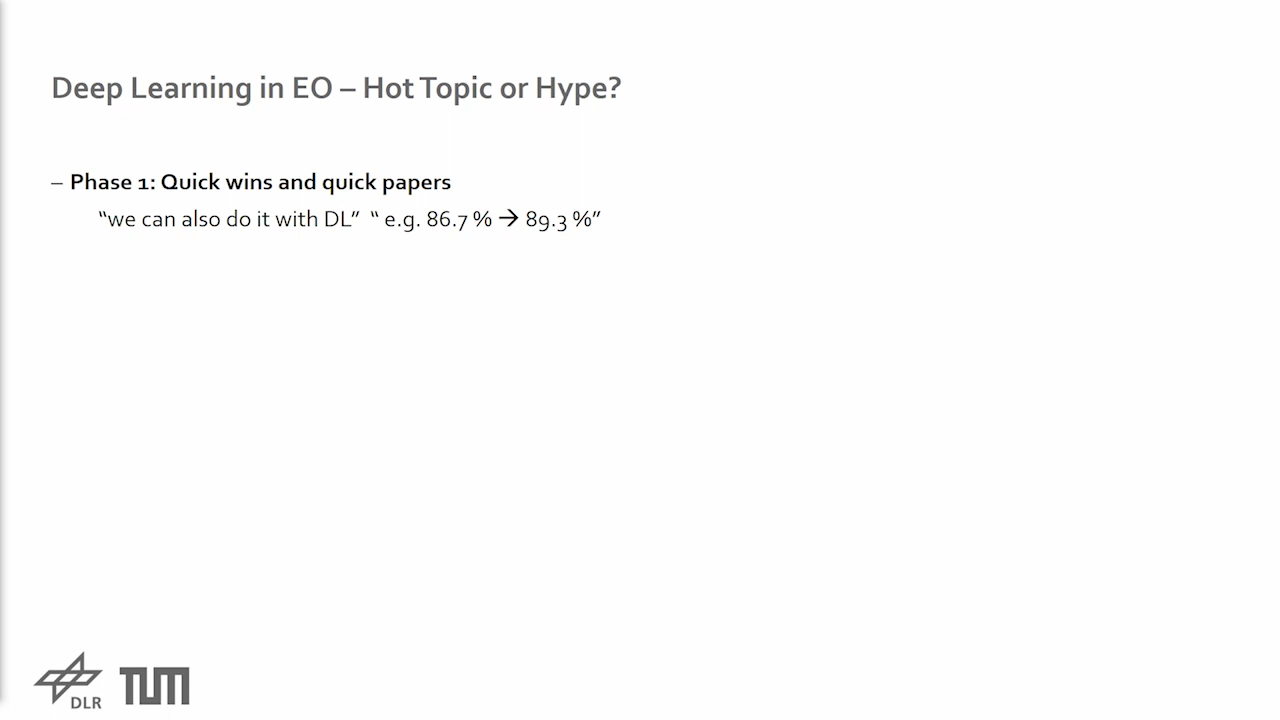 Deep Learning in EO – Hot Topic or Hype?
– Phase 1: Quick wins and quick papers
“we can also do it with DL” “ e.g. 86.7 % → 89.3 %”
DLR TUM